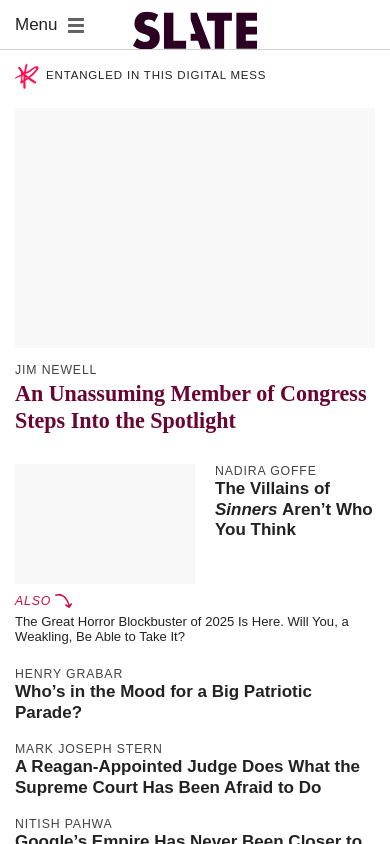 Menu
SLATE
ENTANGLED IN THIS DIGITAL MESS
JIM NEWELL
An Unassuming Member of Congress
Steps Into the Spotlight
NADIRA GOFFE
The Villains of
Sinners Aren’t Who
You Think
ALSO
The Great Horror Blockbuster of 2025 Is Here. Will You, a
Weakling, Be Able to Take It?
HENRY GRABAR
Who’s in the Mood for a Big Patriotic
Parade?
MARK JOSEPH STERN
A Reagan-Appointed Judge Does What the
Supreme Court Has Been Afraid to Do
NITISH PAHWA
Google’s Empire Has Never Been Closer to